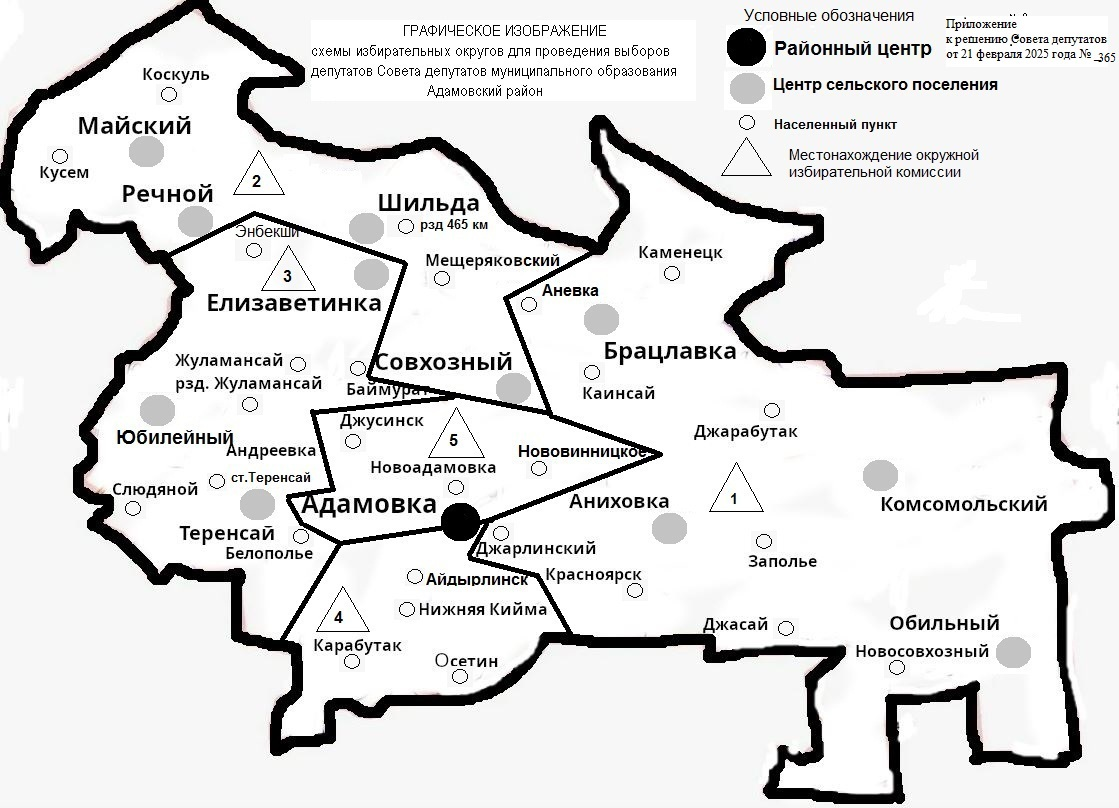 ГРАФИЧЕСКОЕ ИЗОБРАЖЕНИЕ
схемы избирательных округов для проведения выборов
депутатов Совета депутатов муниципального образования
Адамовский район
Условные обозначения
Приложение
к решению Совета депутатов
от 21 февраля 2025 года № _365
Районный центр
Центр сельского поселения
Населенный пункт
Местонахождение окружной
избирательной комиссии
Коскуль
Майский
Кусем
Речной
2
Шильда
рзд 465 км
Энбекши
3
Мещеряковский
Каменецк
Аневка
Елизаветинка
Брацлавка
Жуламансай
рзд. Жуламансай
Совхозный
Баймурат
Каинсай
Джусинск
5
Джарабутак
Юбилейный
Андреевка
Нововинницкое
Новоадамовка
ст.Теренсай
Слюдяной
Адамовка
Аниховка
1
Комсомольский
Теренсай
Белополье
Джарлинский
Заполье
Айдырлинск
Красноярск
4
Нижняя Кийма
Джасай
Обильный
Карабутак
Новосовхозный
Осетин